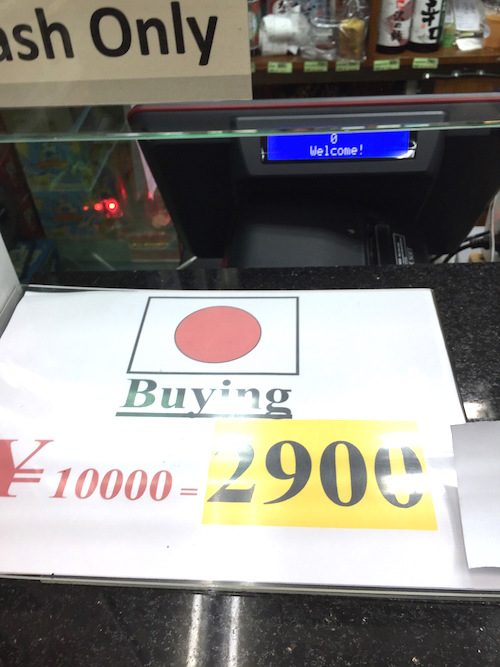 ash Only
0
Welcome!
Buying
¥ 10000 = 2900